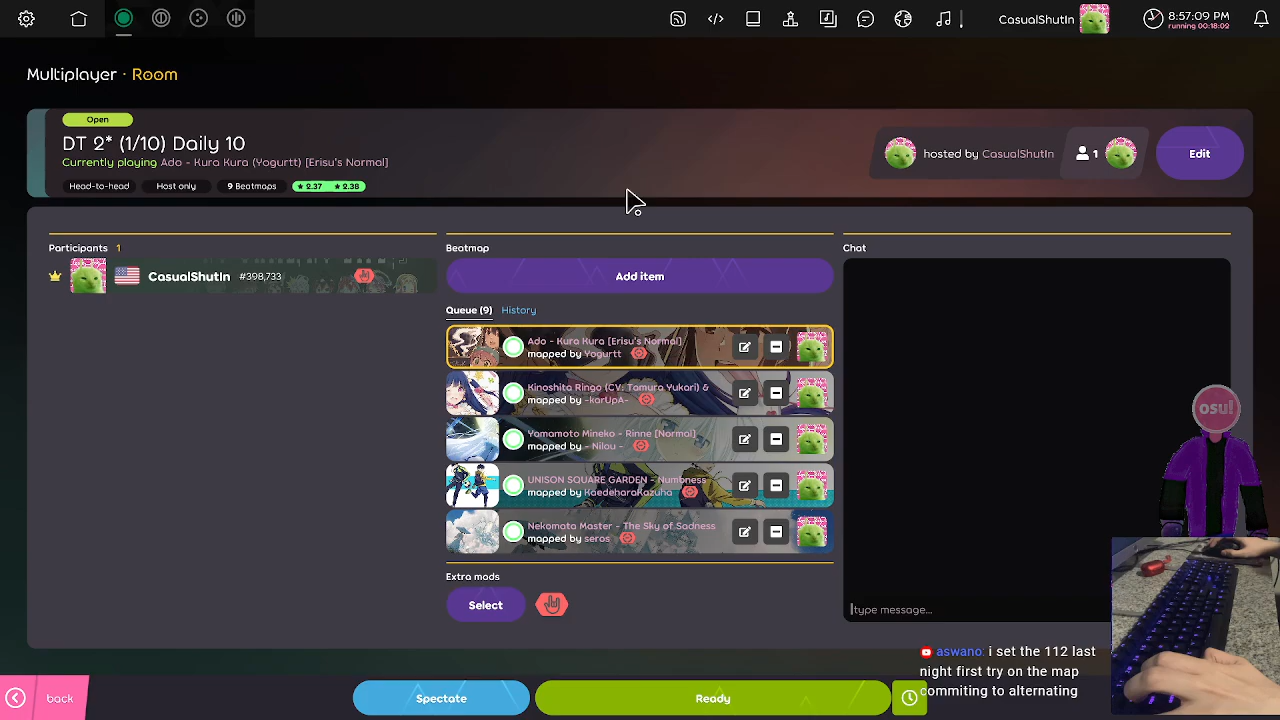 CasualShutIn
8:57:09 PM
running 00:18:02
Multiplayer · Room
Open
DT 2* (1/10) Daily 10
Currently playing Ado - Kura Kura (Yogurtt) [Erisu's Normal]
Head-to-head
Host only
9 Beatmaps
★ 2.37 ★ 2.38
hosted by CasualShutIn
1
Edit
Participants 1
CasualShutIn #398,733
Beatmap
Add item
Queue (9) History
Ado - Kura Kura [Erisu's Normal]
mapped by Yogurtt
Kinoshita Ringo (CV: Tamura Yukari) &
mapped by -karUpA-
Yamamoto Mineko - Rinne [Normal]
mapped by - Nilou -
UNISON SQUARE GARDEN - Numbness
mapped by KaedeharaKazuha
Nekomata Master - The Sky of Sadness
mapped by seros
Extra mods
Select
Chat
type message...
osu!
aswano: i set the 112 last
night first try on the map
commiting to alternating
back
Spectate
Ready